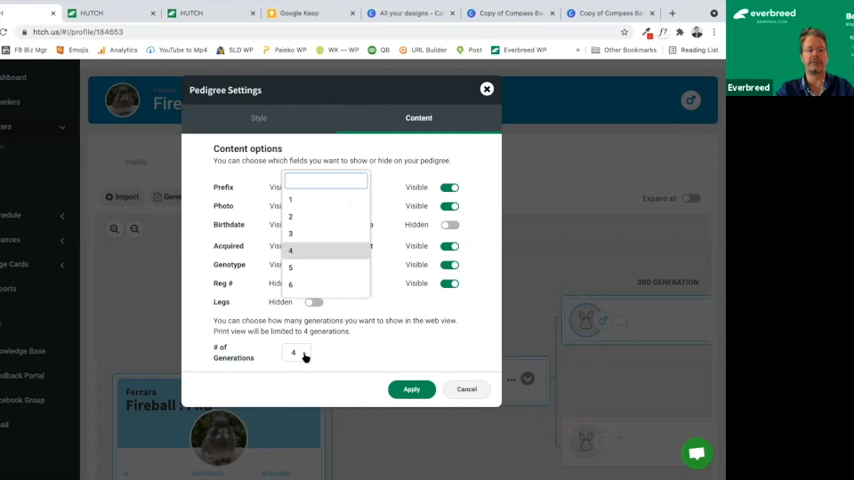 HUTCH
HUTCH
Google Keep
All your designs - Can
Copy of Compass Ba
Copy of Compass Ba
htch.us/#!/profile/184653
FB Biz Mgr
Emojis
Analytics
YouTube to Mp4
SLD WP
Paieko WP
WK — WP
QB
URL Builder
Post
Everbreed WP
»
Other Bookmarks
Reading List
everbreed
Everbreed
Ferrara
Profile
Import
Expand all
3RD GENERATION
Pedigree Settings
Style
Content
Content options
You can choose which fields you want to show or hide on your pedigree.
Prefix
Visible
Photo
Visible
Birthdate
Hidden
Acquired
Visible
Genotype
Visible
Reg #
Visible
Legs
Hidden
1
2
3
4
5
6
You can choose how many generations you want to show in the web view.
Print view will be limited to 4 generations.
# of
Generations
4
Apply
Cancel
Ferrara
Fireball
ACQUIRED